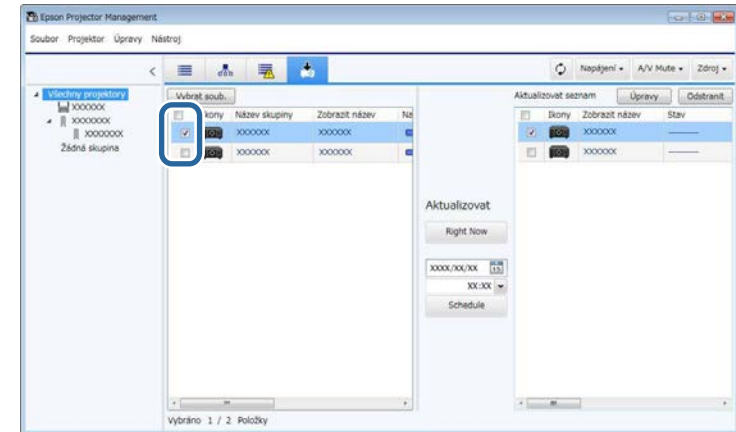 Epson Projector Management
Soubor Projektor Úpravy Nástroj
Napájení A/V Mute Zdroj
Všechny projektory
XXXXXX
XXXXXXX
XXXXXXX
Žádná skupina
Vybrat soub.
Ikony Název skupiny Zobrazit název Ná
XXXXXX XXXXXX
XXXXXX XXXXXX
Aktualizovat
Right Now
XXXX/XX/XX 15
XX:XX
Schedule
Aktualizovat seznam Úpravy Odstranit
Ikony Zobrazit název Stav
XXXXXX ———
XXXXXX ———
Vybráno 1 / 2 Položky